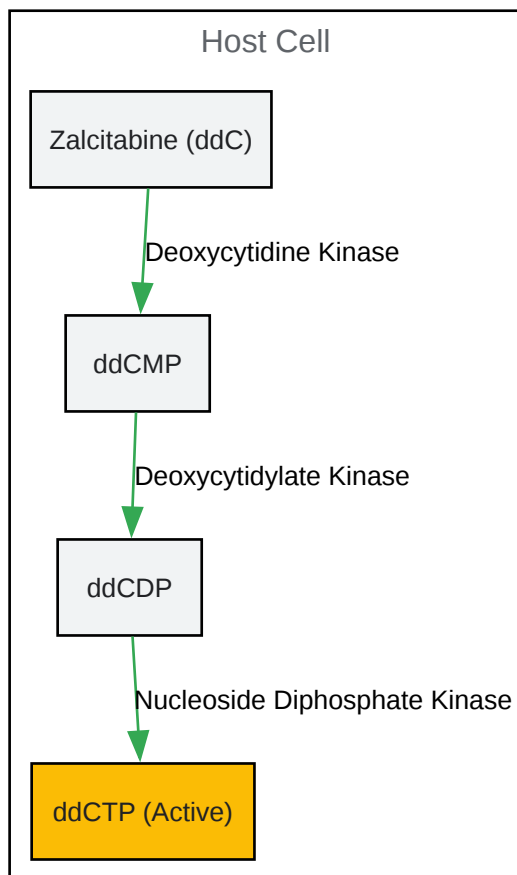 Host Cell
Zalcitabine (ddC)
Deoxycytidine Kinase
ddCMP
Deoxycytidylate Kinase
ddCDP
Nucleoside Diphosphate Kinase
ddCTP (Active)